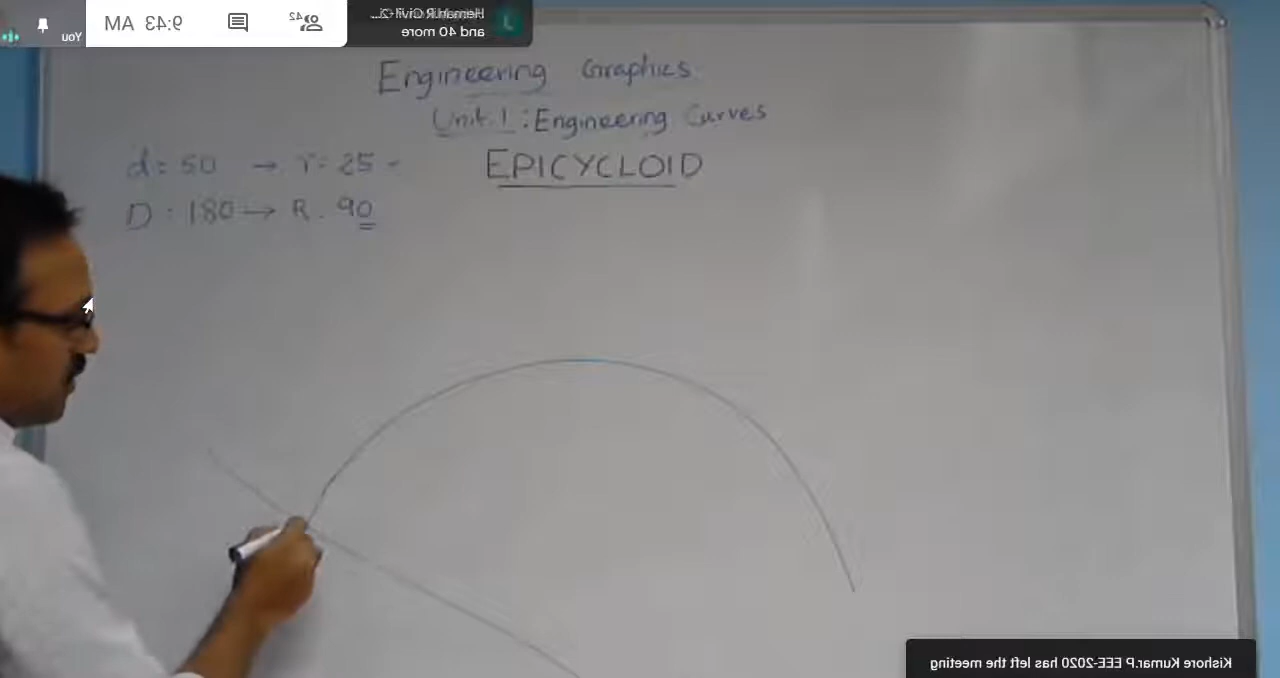 You
9:43 AM
42
and 40 more
L
Engineering Graphics
Unit.1 : Engineering Curves
EPICYCLOID
d = 50 → r = 25 -
D . 180 → R . 90
Kishore Kumar.P EEE-2020 has left the meeting